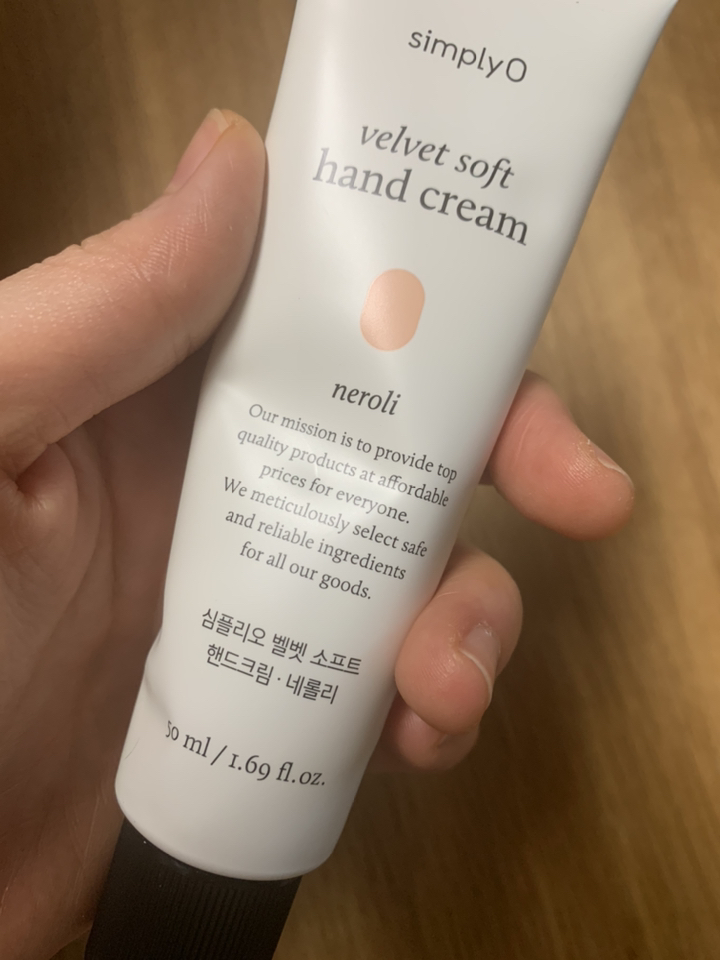 simplyO
velvet soft
hand cream
neroli
Our mission is to provide top
quality products at affordable
prices for everyone.
We meticulously select safe
and reliable ingredients
for all our goods.
심플리오 벨벳 소프트
핸드크림 · 네롤리
50 ml / 1.69 fl.oz.